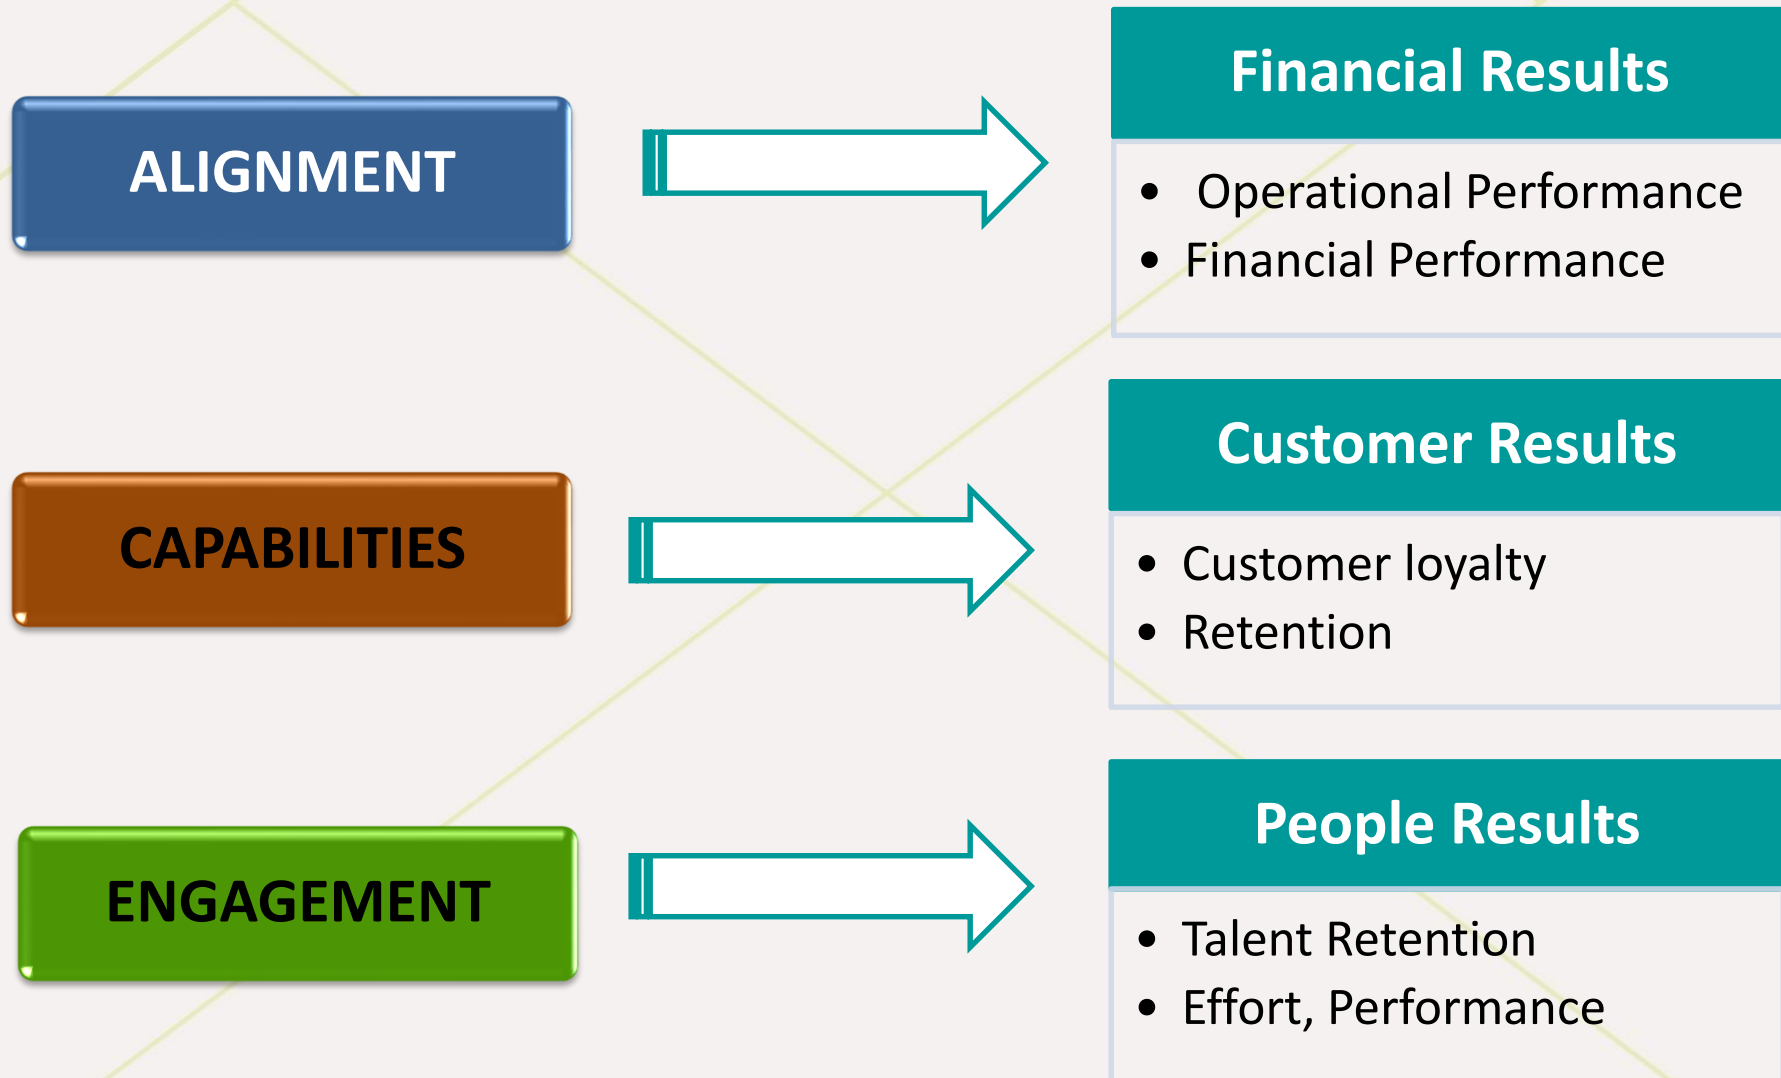 ALIGNMENT
Financial Results
• Operational Performance
• Financial Performance
CAPABILITIES
Customer Results
• Customer loyalty
• Retention
ENGAGEMENT
People Results
• Talent Retention
• Effort, Performance